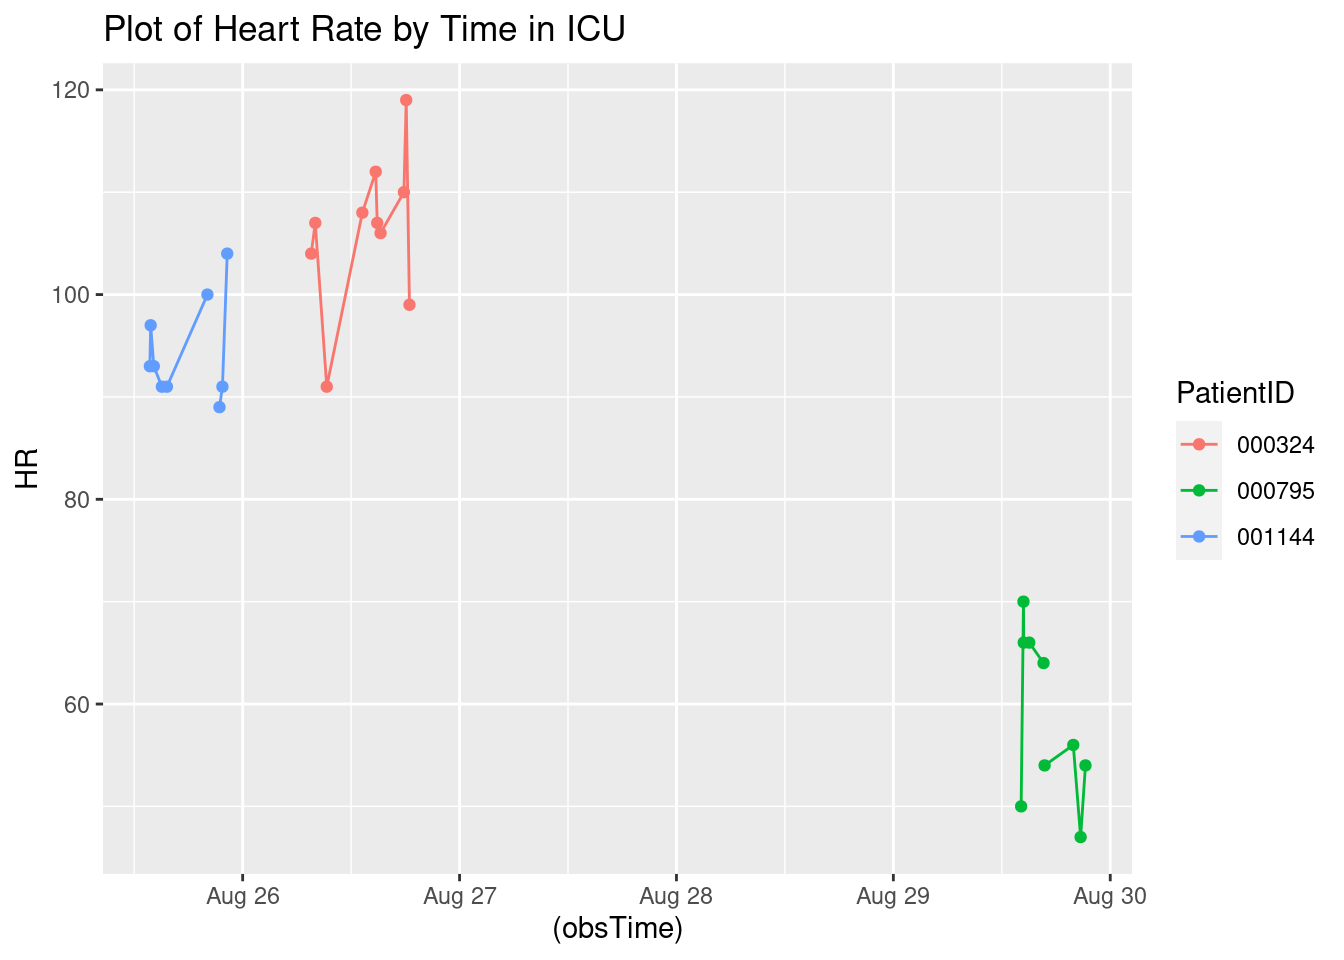 Plot of Heart Rate by Time in ICU
120
100
80
60
HR
Aug 26 Aug 27 Aug 28 Aug 29 Aug 30
(obsTime)
PatientID
000324
000795
001144